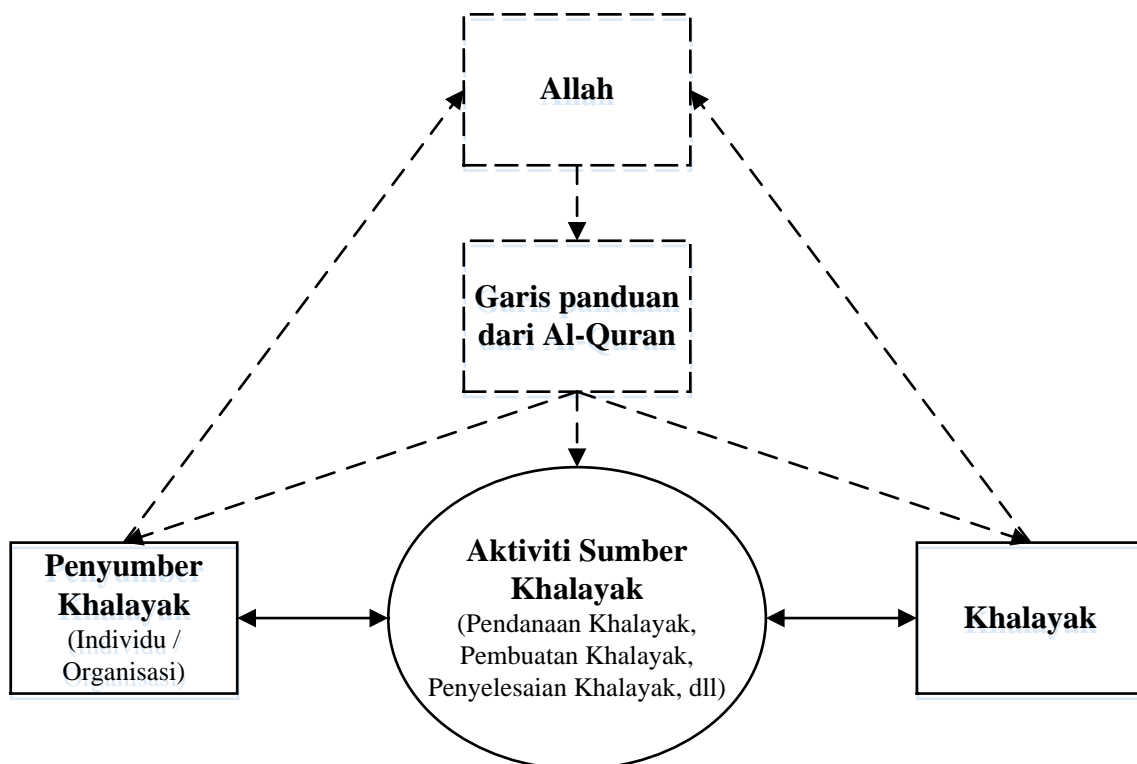 Allah
Garis panduan
dari Al-Quran
Penyumber
Khalayak
(Individu /
Organisasi)
Aktiviti Sumber
Khalayak
(Pendanaan Khalayak,
Pembuatan Khalayak,
Penyelesaian Khalayak, dll)
Khalayak